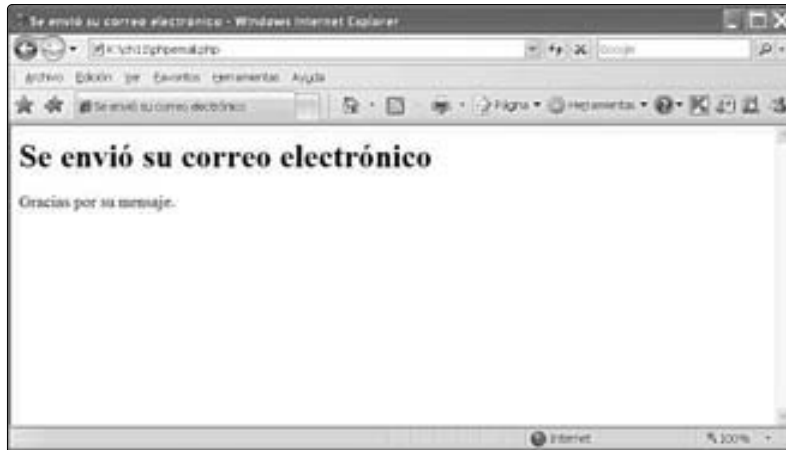 Se envió su correo electrónico - Windows Internet Explorer
Google
Archivo Edición Ver Favoritos Herramientas Ayuda
Se envió su correo electrónico
Página Herramientas
Se envió su correo electrónico
Gracias por su mensaje.
Internet
100%